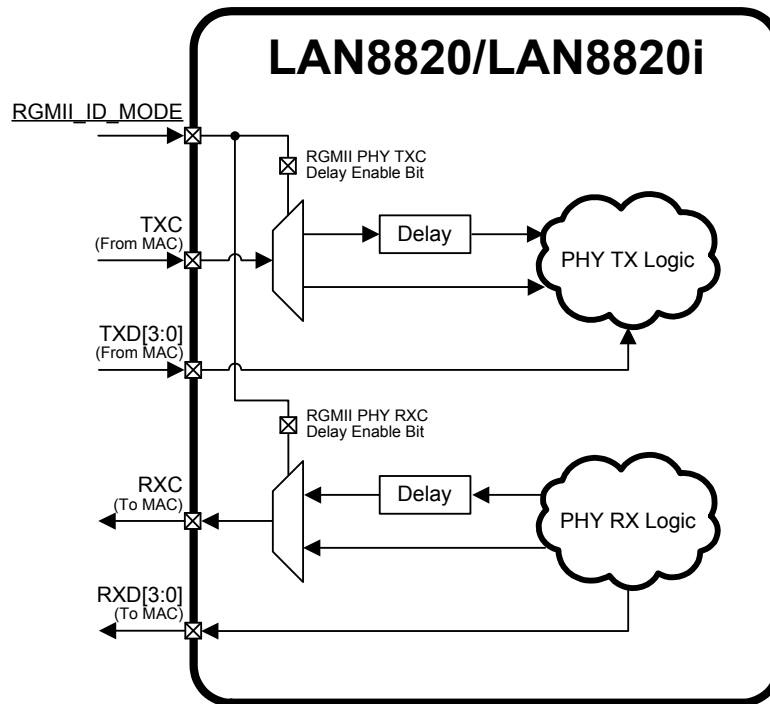 LAN8820/LAN8820i
RGMII_ID_MODE
RGMII PHY TXC
Delay Enable Bit
TXC
(From MAC)
Delay
PHY TX Logic
TXD[3:0]
(From MAC)
RGMII PHY RXC
Delay Enable Bit
RXC
(To MAC)
Delay
PHY RX Logic
RXD[3:0]
(To MAC)